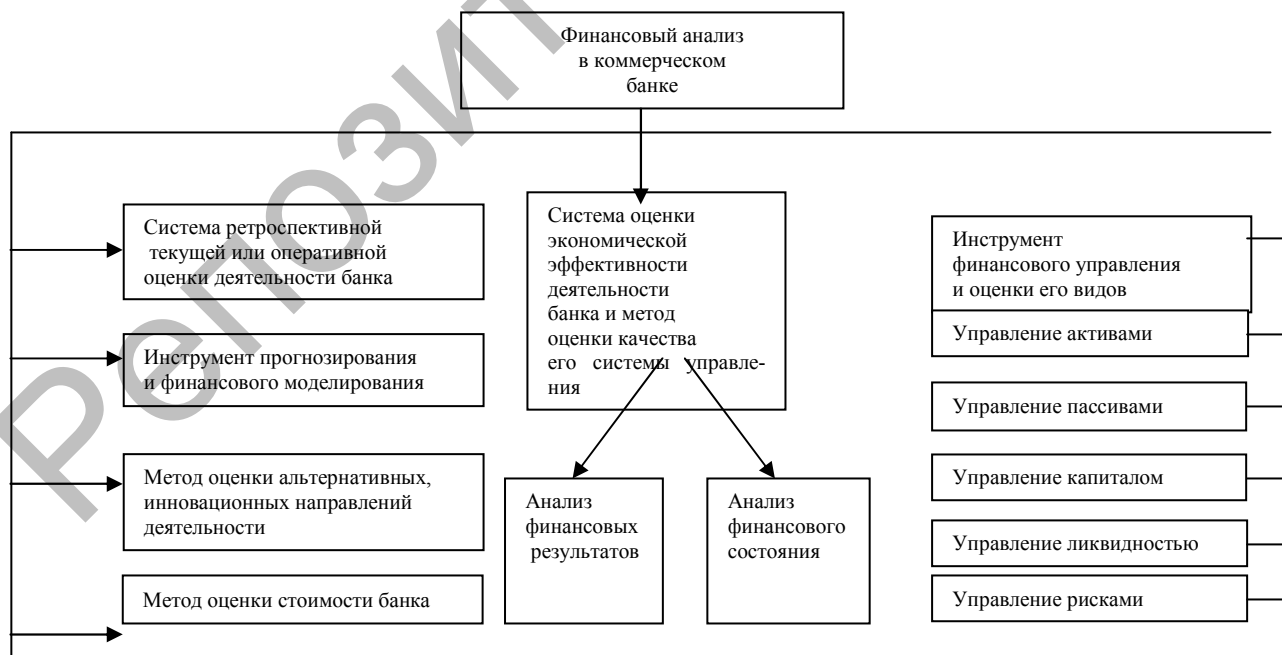 Финансовый анализ
в коммерческом
банке
Система ретроспективной
текущей или оперативной
оценки деятельности банка
Инструмент прогнозирования
и финансового моделирования
Метод оценки альтернативных,
инновационных направлений
деятельности
Метод оценки стоимости банка
Система оценки
экономической
эффективности
деятельности
банка и метод
оценки качества
его системы управле-
ния
Анализ
финансовых
результатов
Анализ
финансового
состояния
Инструмент
финансового управления
и оценки его видов
Управление активами
Управление пассивами
Управление капиталом
Управление ликвидностью
Управление рисками
Репозит